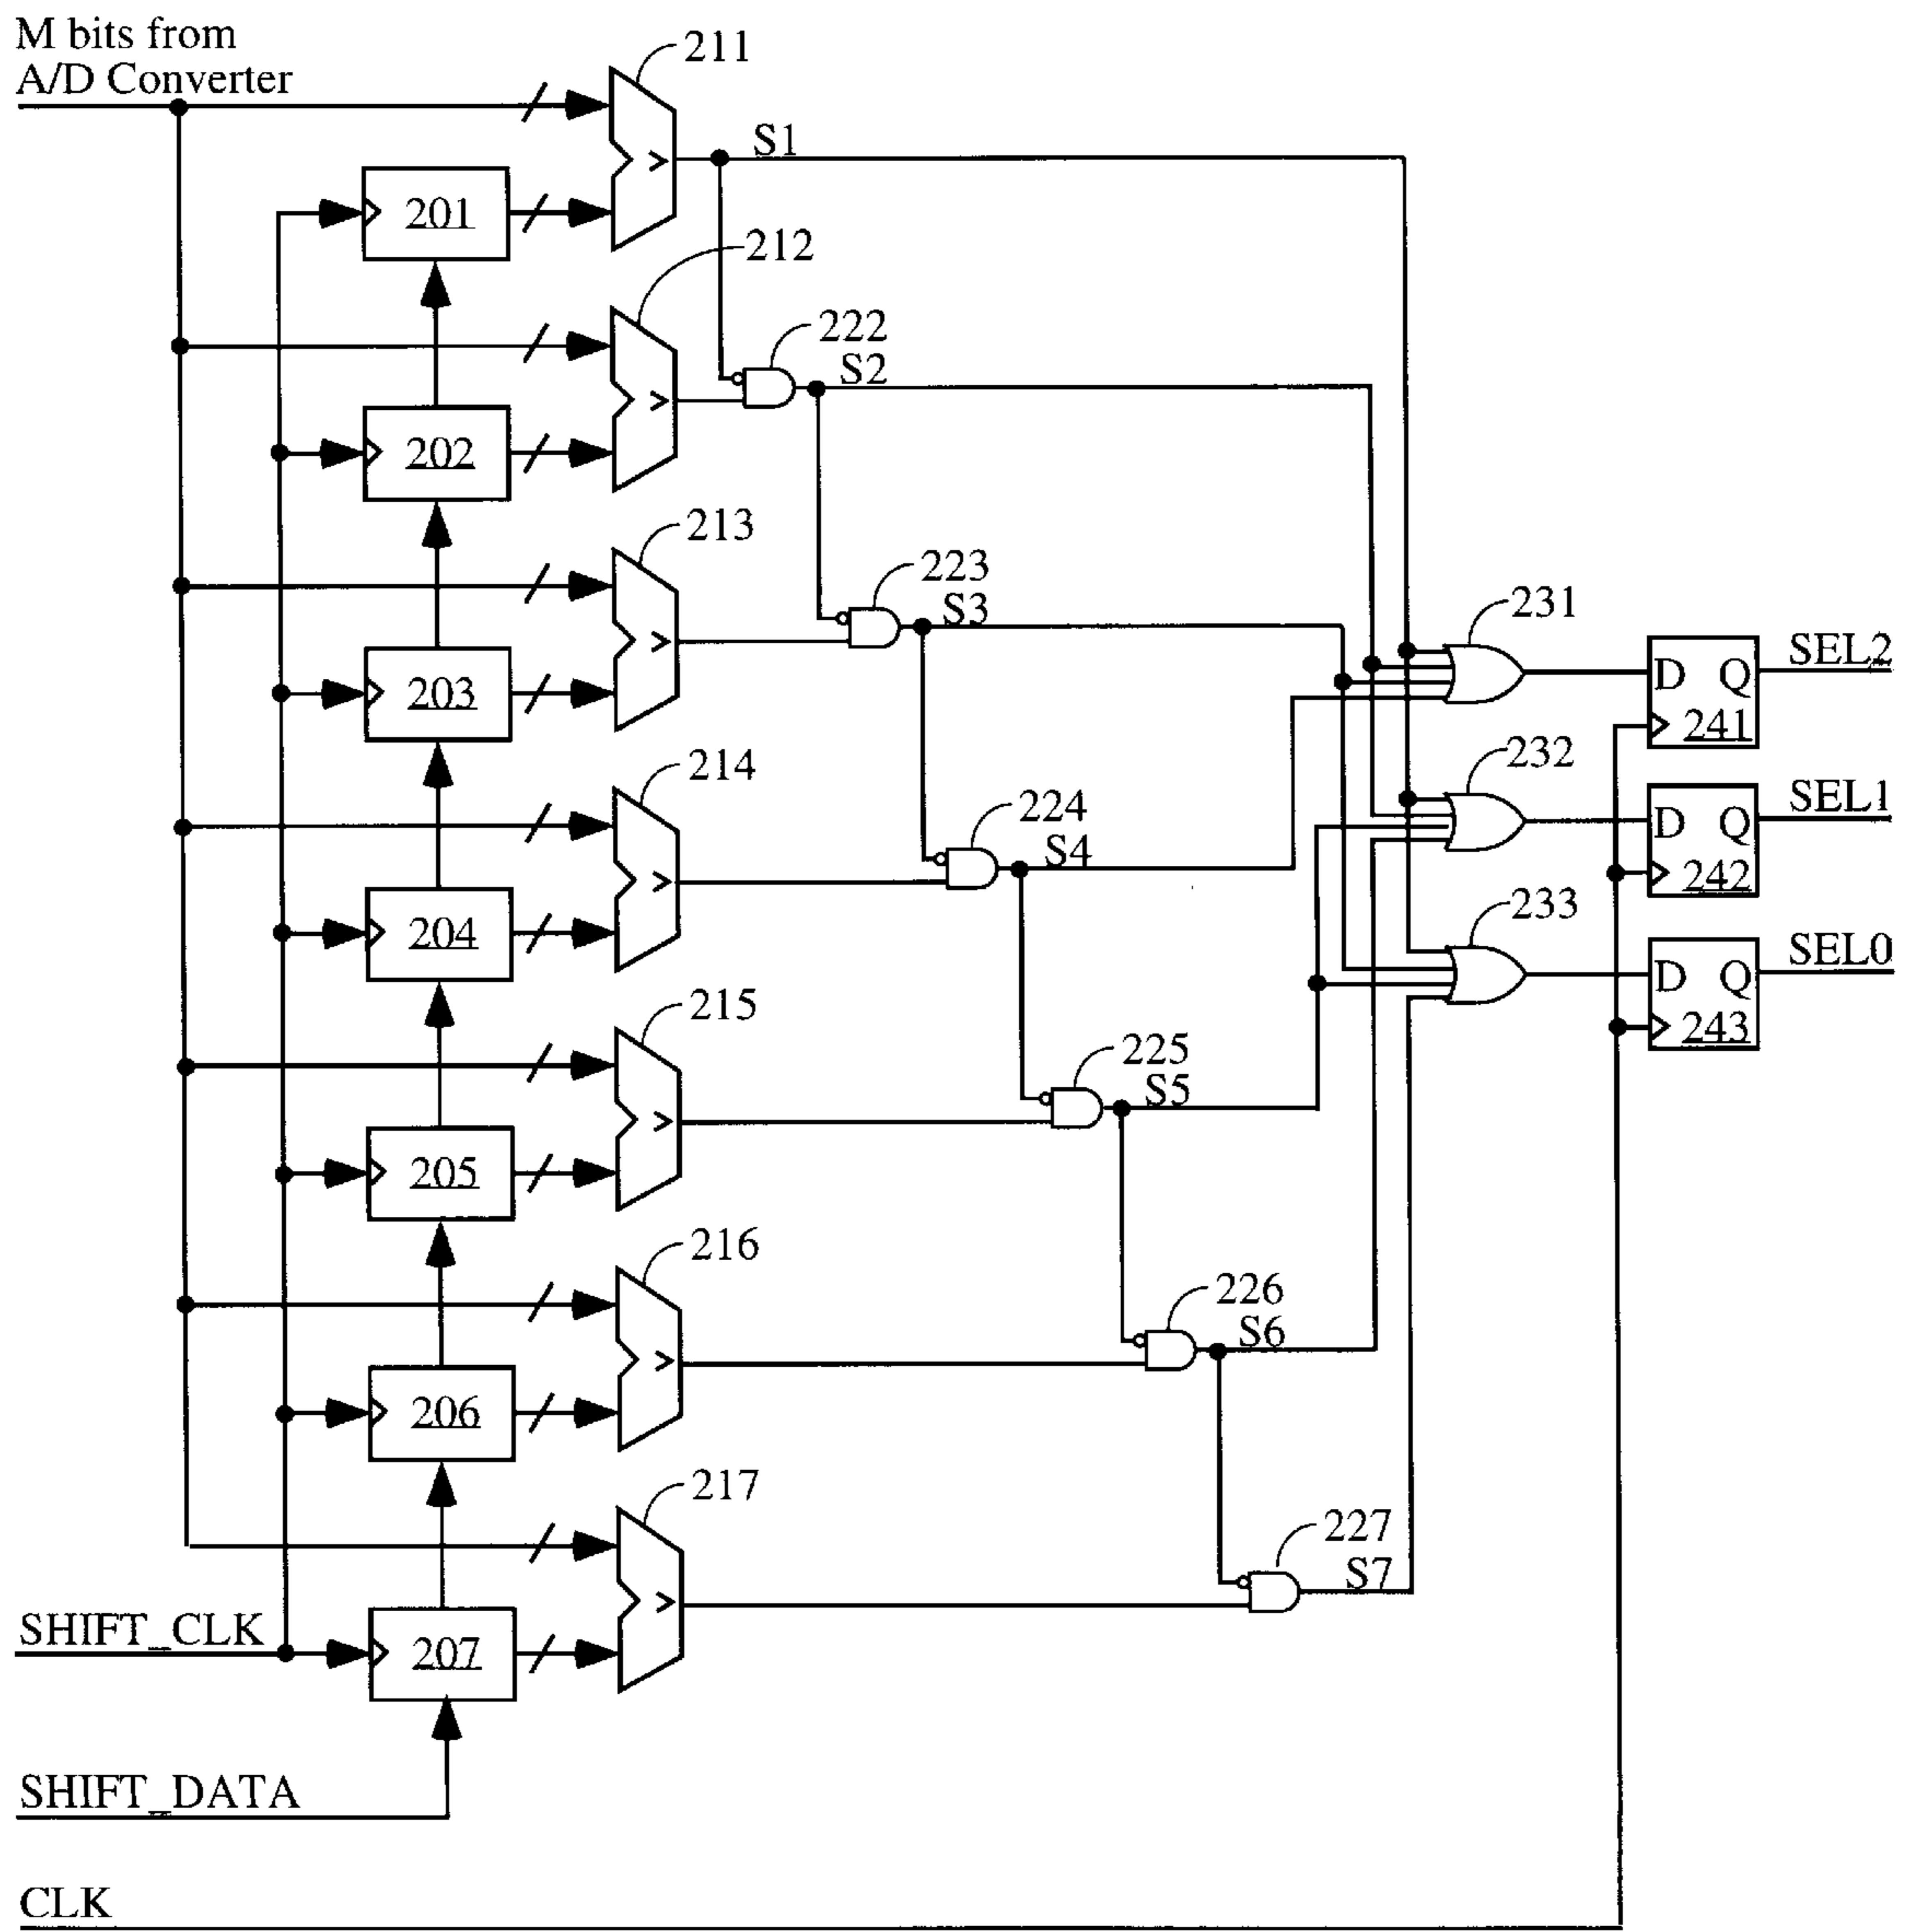 M bits from
A/D Converter
211
S1
201
212
222
S2
202
213
223
S3
231
SEL2
203
D Q
241
214
232
SEL1
224
S4
D Q
242
204
233
SEL0
D Q
243
215
225
S5
205
216
226
S6
206
217
227
S7
SHIFT_CLK
207
SHIFT_DATA
CLK